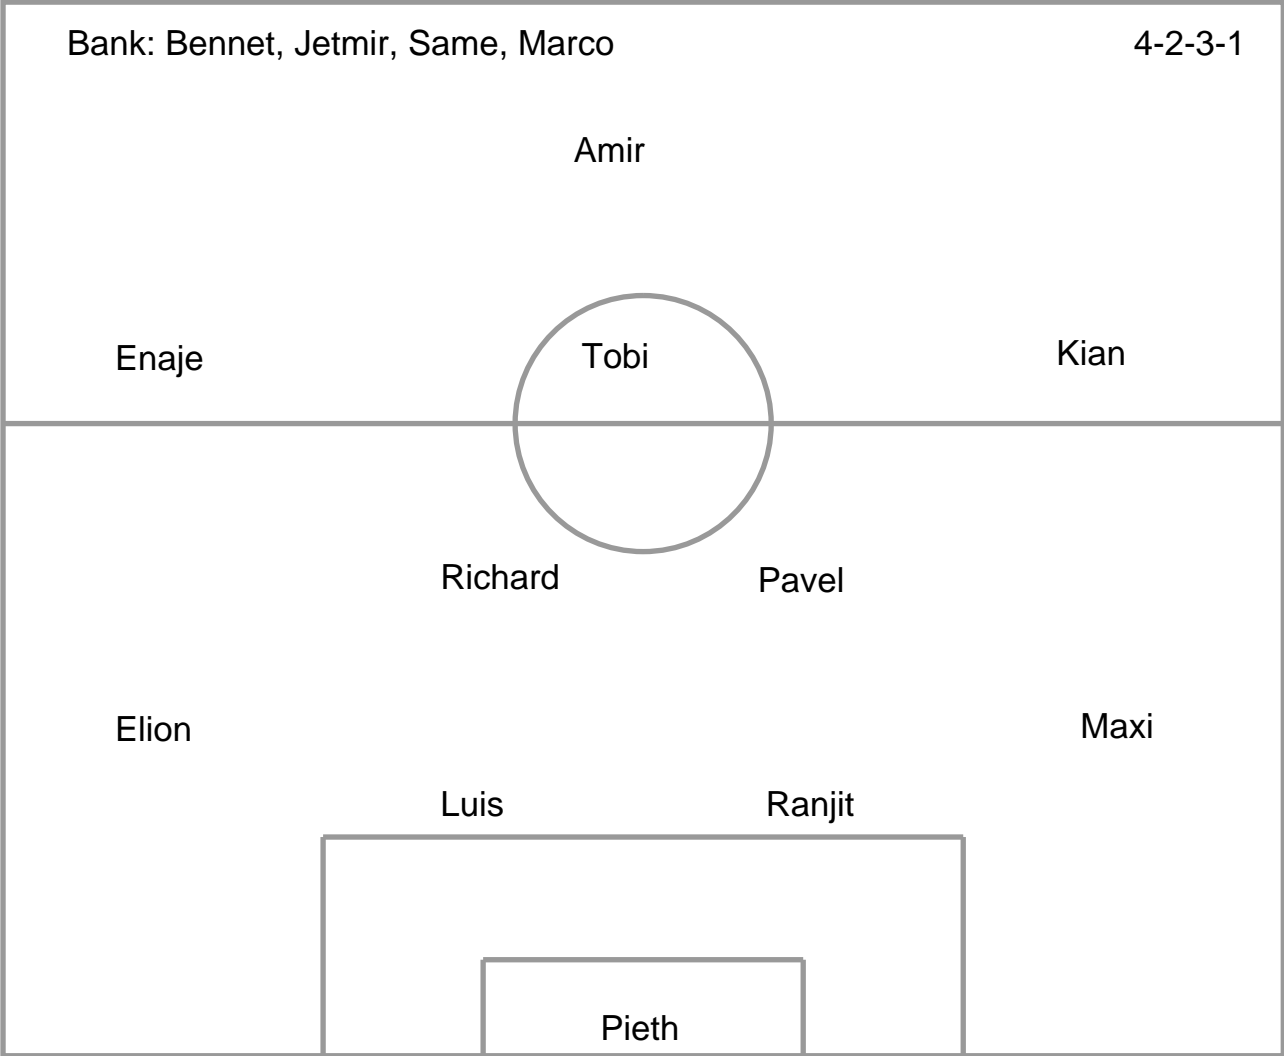 Bank: Bennet, Jetmir, Same, Marco 4-2-3-1
Amir
Enaje Tobi Kian
Richard Pavel
Elion Maxi
Luis Ranjit
Pieth